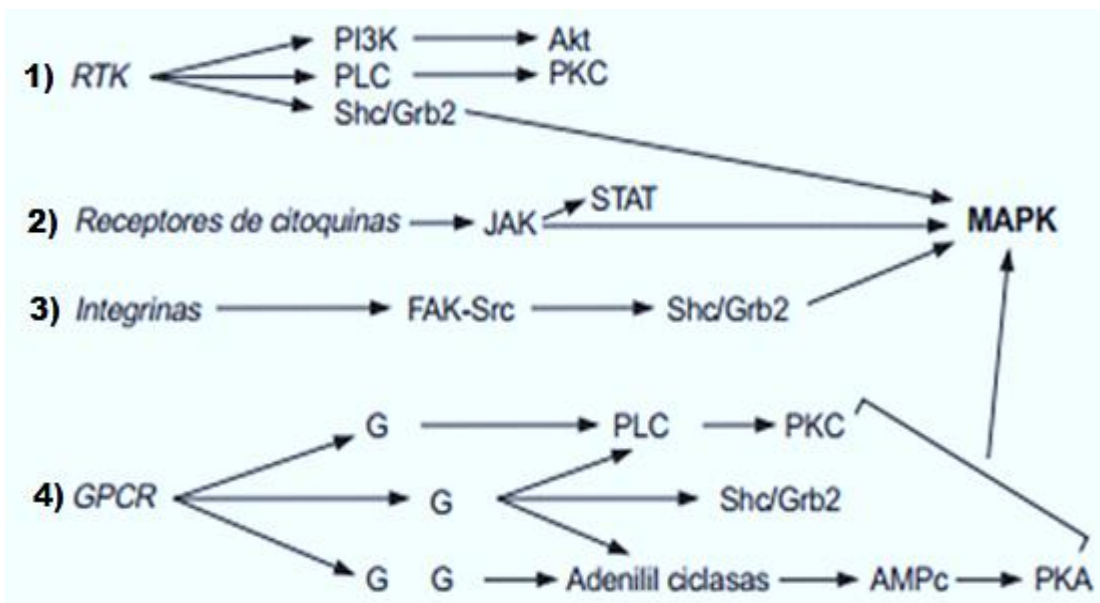 PI3K Akt
1) RTK PLC PKC
Shc/Grb2
STAT
2) Receptores de citoquinas JAK MAPK
3) Integrinas FAK-Src Shc/Grb2
G PLC PKC
4) GPCR G Shc/Grb2
G G Adenilil ciclasas AMPc PKA